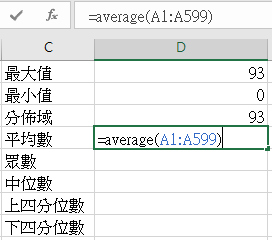 =average(A1:A599)
C D
最大值 93
最小值 0
分佈域 93
平均數 =average(A1:A599)
眾數
中位數
上四分位數
下四分位數